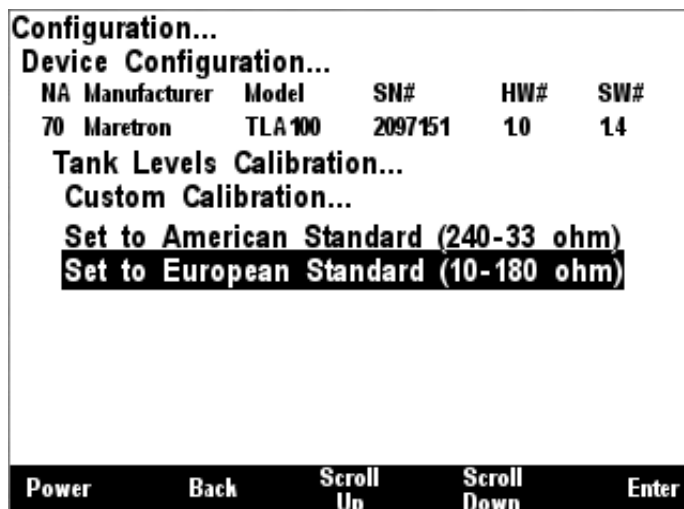 Configuration...
Device Configuration...
NA Manufacturer Model SN# HW# SW#
70 Maretron TLA100 2097151 1.0 1.4
Tank Levels Calibration...
Custom Calibration...
Set to American Standard (240-33 ohm)
Set to European Standard (10-180 ohm)
Power Back Scroll Up Scroll Down Enter